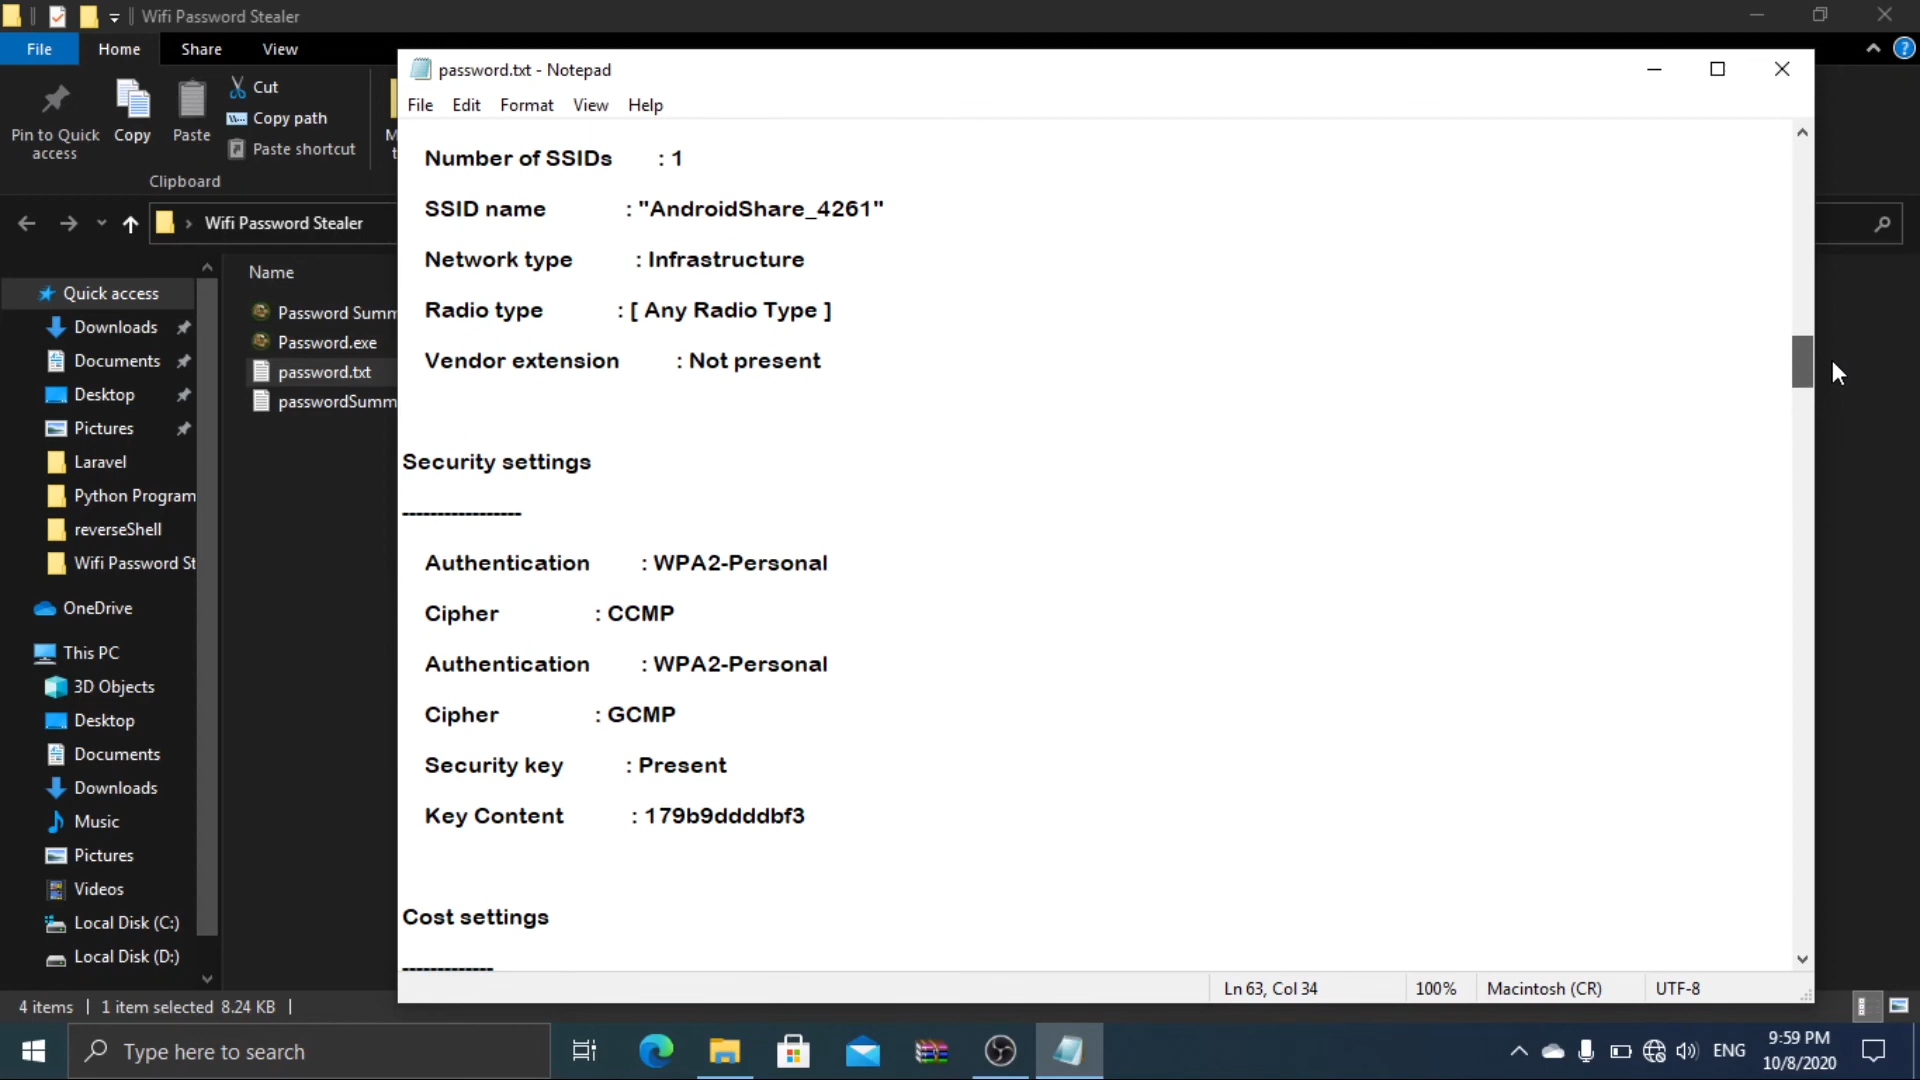 Wifi Password Stealer
File
Home
Share
View
Pin to Quick access
Copy
Paste
Cut
Copy path
Paste shortcut
Clipboard
Wifi Password Stealer
Quick access
Downloads
Documents
Desktop
Pictures
Laravel
Python Program
reverseShell
Wifi Password St
OneDrive
This PC
3D Objects
Desktop
Documents
Downloads
Music
Pictures
Videos
Local Disk (C:)
Local Disk (D:)
Name
Password Summ
Password.exe
password.txt
passwordSumm
4 items
1 item selected 8.24 KB
password.txt - Notepad
File Edit Format View Help
Number of SSIDs : 1
SSID name : "AndroidShare_4261"
Network type : Infrastructure
Radio type : [ Any Radio Type ]
Vendor extension : Not present
Security settings
-----------------
Authentication : WPA2-Personal
Cipher : CCMP
Authentication : WPA2-Personal
Cipher : GCMP
Security key : Present
Key Content : 179b9ddddbf3
Cost settings
-------------
Ln 63, Col 34
100%
Macintosh (CR)
UTF-8
Type here to search
ENG
9:59 PM
10/8/2020